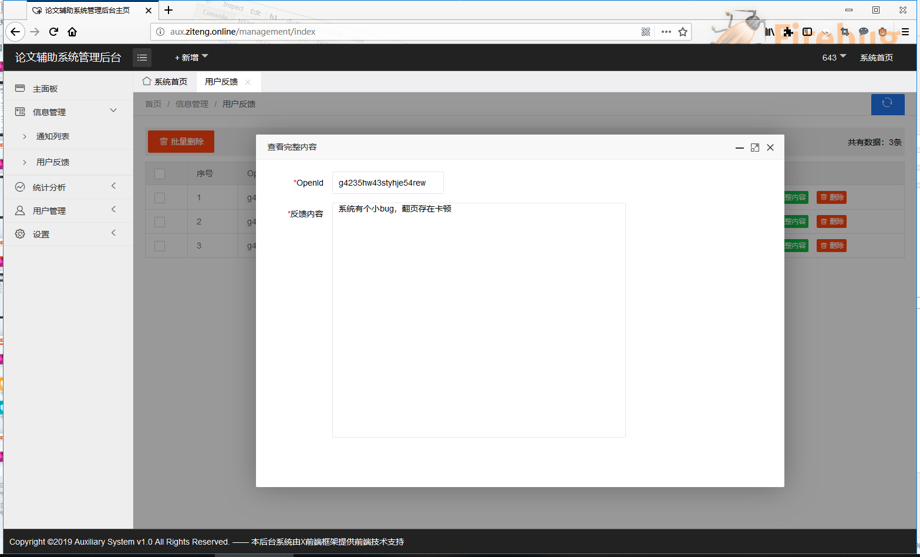 论文辅助系统管理后台主页
aux.ziteng.online/management/index
Firebug
论文辅助系统管理后台
+ 新增
643
系统首页
主面板
信息管理
通知列表
用户反馈
统计分析
用户管理
设置
系统首页
用户反馈
首页 / 信息管理 / 用户反馈
批量删除
共有数据：3条
序号
1
g4
整内容
删除
2
g4
整内容
删除
3
g4
整内容
删除
查看完整内容
*OpenId
g4235hw43styhje54rew
*反馈内容
系统有个小bug，翻页存在卡顿
Copyright ©2019 Auxiliary System v1.0 All Rights Reserved. —— 本后台系统由X前端框架提供前端技术支持